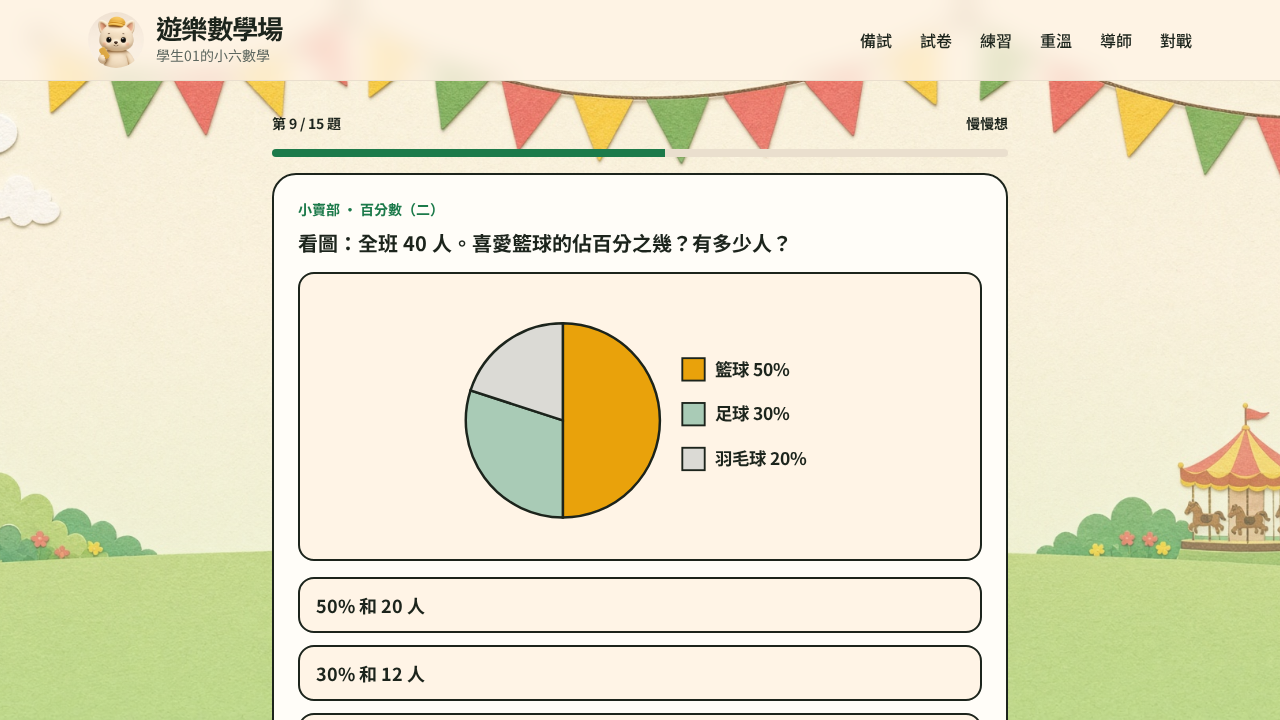 遊樂數學場
學生01的小六數學
備試 試卷 練習 重溫 導師 對戰
第 9 / 15 題
慢慢想
小賣部・百分數（二）
看圖：全班 40 人。喜愛籃球的佔百分之幾？有多少人？
籃球 50%
足球 30%
羽毛球 20%
50% 和 20 人
30% 和 12 人